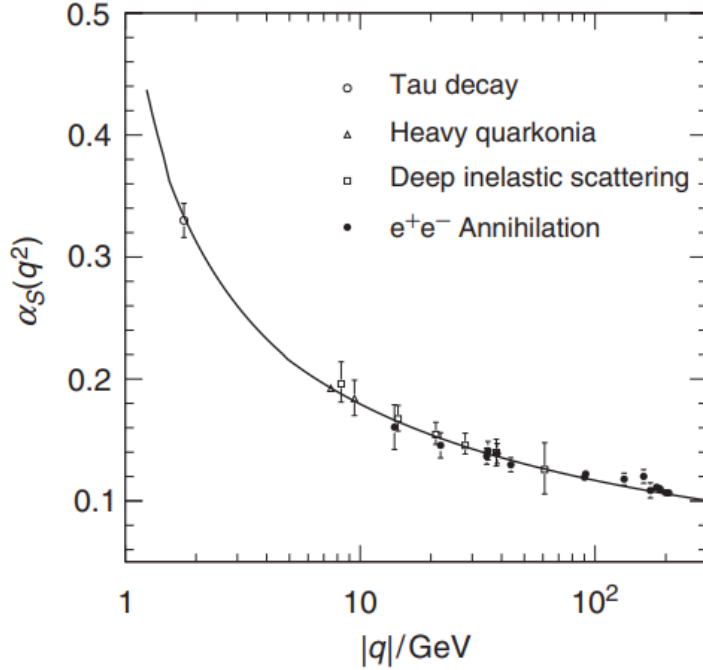 0.5
Tau decay
Heavy quarkonia
0.4
Deep inelastic scattering
e⁺e⁻ Annihilation
0.3
αS(q²)
0.2
0.1
1
10
10²
|q|/GeV